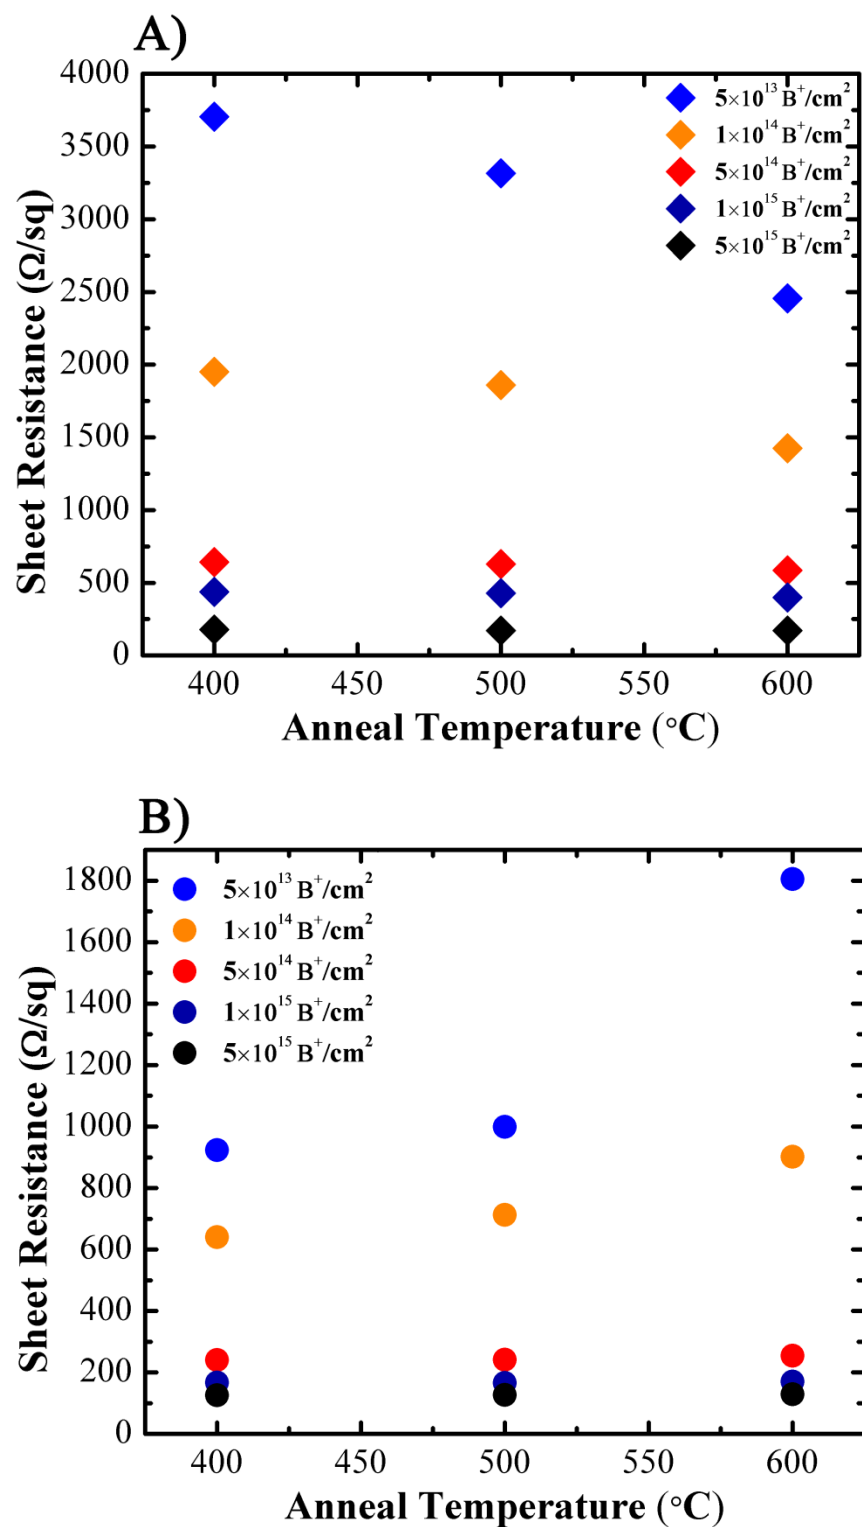 A)
4000
3500
3000
2500
2000
1500
1000
500
0
Sheet Resistance (Ω/sq)
5×10¹³ B⁺/cm²
1×10¹⁴ B⁺/cm²
5×10¹⁴ B⁺/cm²
1×10¹⁵ B⁺/cm²
5×10¹⁵ B⁺/cm²
400 450 500 550 600
Anneal Temperature (°C)
B)
1800
1600
1400
1200
1000
800
600
400
200
0
Sheet Resistance (Ω/sq)
5×10¹³ B⁺/cm²
1×10¹⁴ B⁺/cm²
5×10¹⁴ B⁺/cm²
1×10¹⁵ B⁺/cm²
5×10¹⁵ B⁺/cm²
400 450 500 550 600
Anneal Temperature (°C)